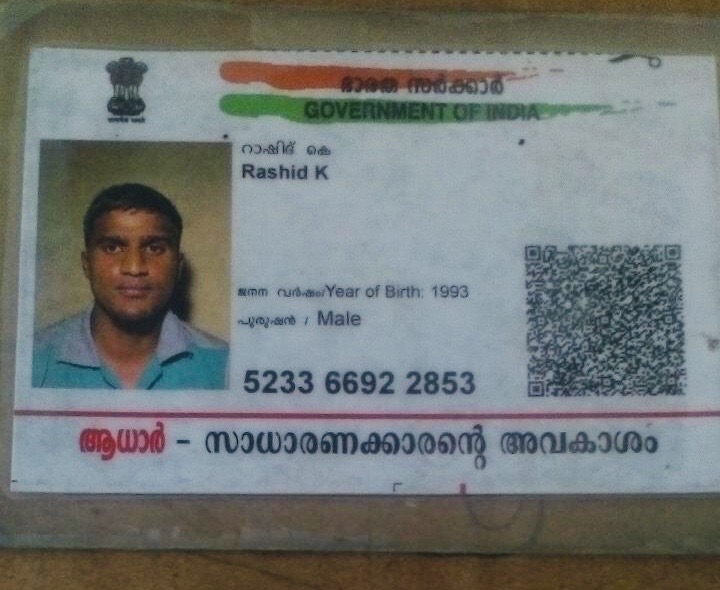 ഭാരത സർക്കാർ
GOVERNMENT OF INDIA
റാഷിദ് കെ
Rashid K
ജനന വർഷം/Year of Birth: 1993
പുരുഷൻ / Male
5233 6692 2853
ആധാർ - സാധാരണക്കാരന്റെ അവകാശം